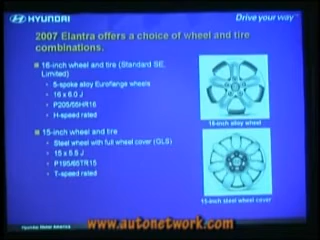 HYUNDAI
Drive your way™
2007 Elantra offers a choice of wheel and tire
combinations.
16-inch wheel and tire (Standard SE,
Limited)
5-spoke alloy Euroflange wheels
16 x 6.0 J
P205/55HR16
H-speed rated
16-inch alloy wheel
15-inch wheel and tire
Steel wheel with full wheel cover (GLS)
15 x 5.5 J
P195/65TR15
T-speed rated
15-inch steel wheel cover
Hyundai Motor America
www.autonetwork.com